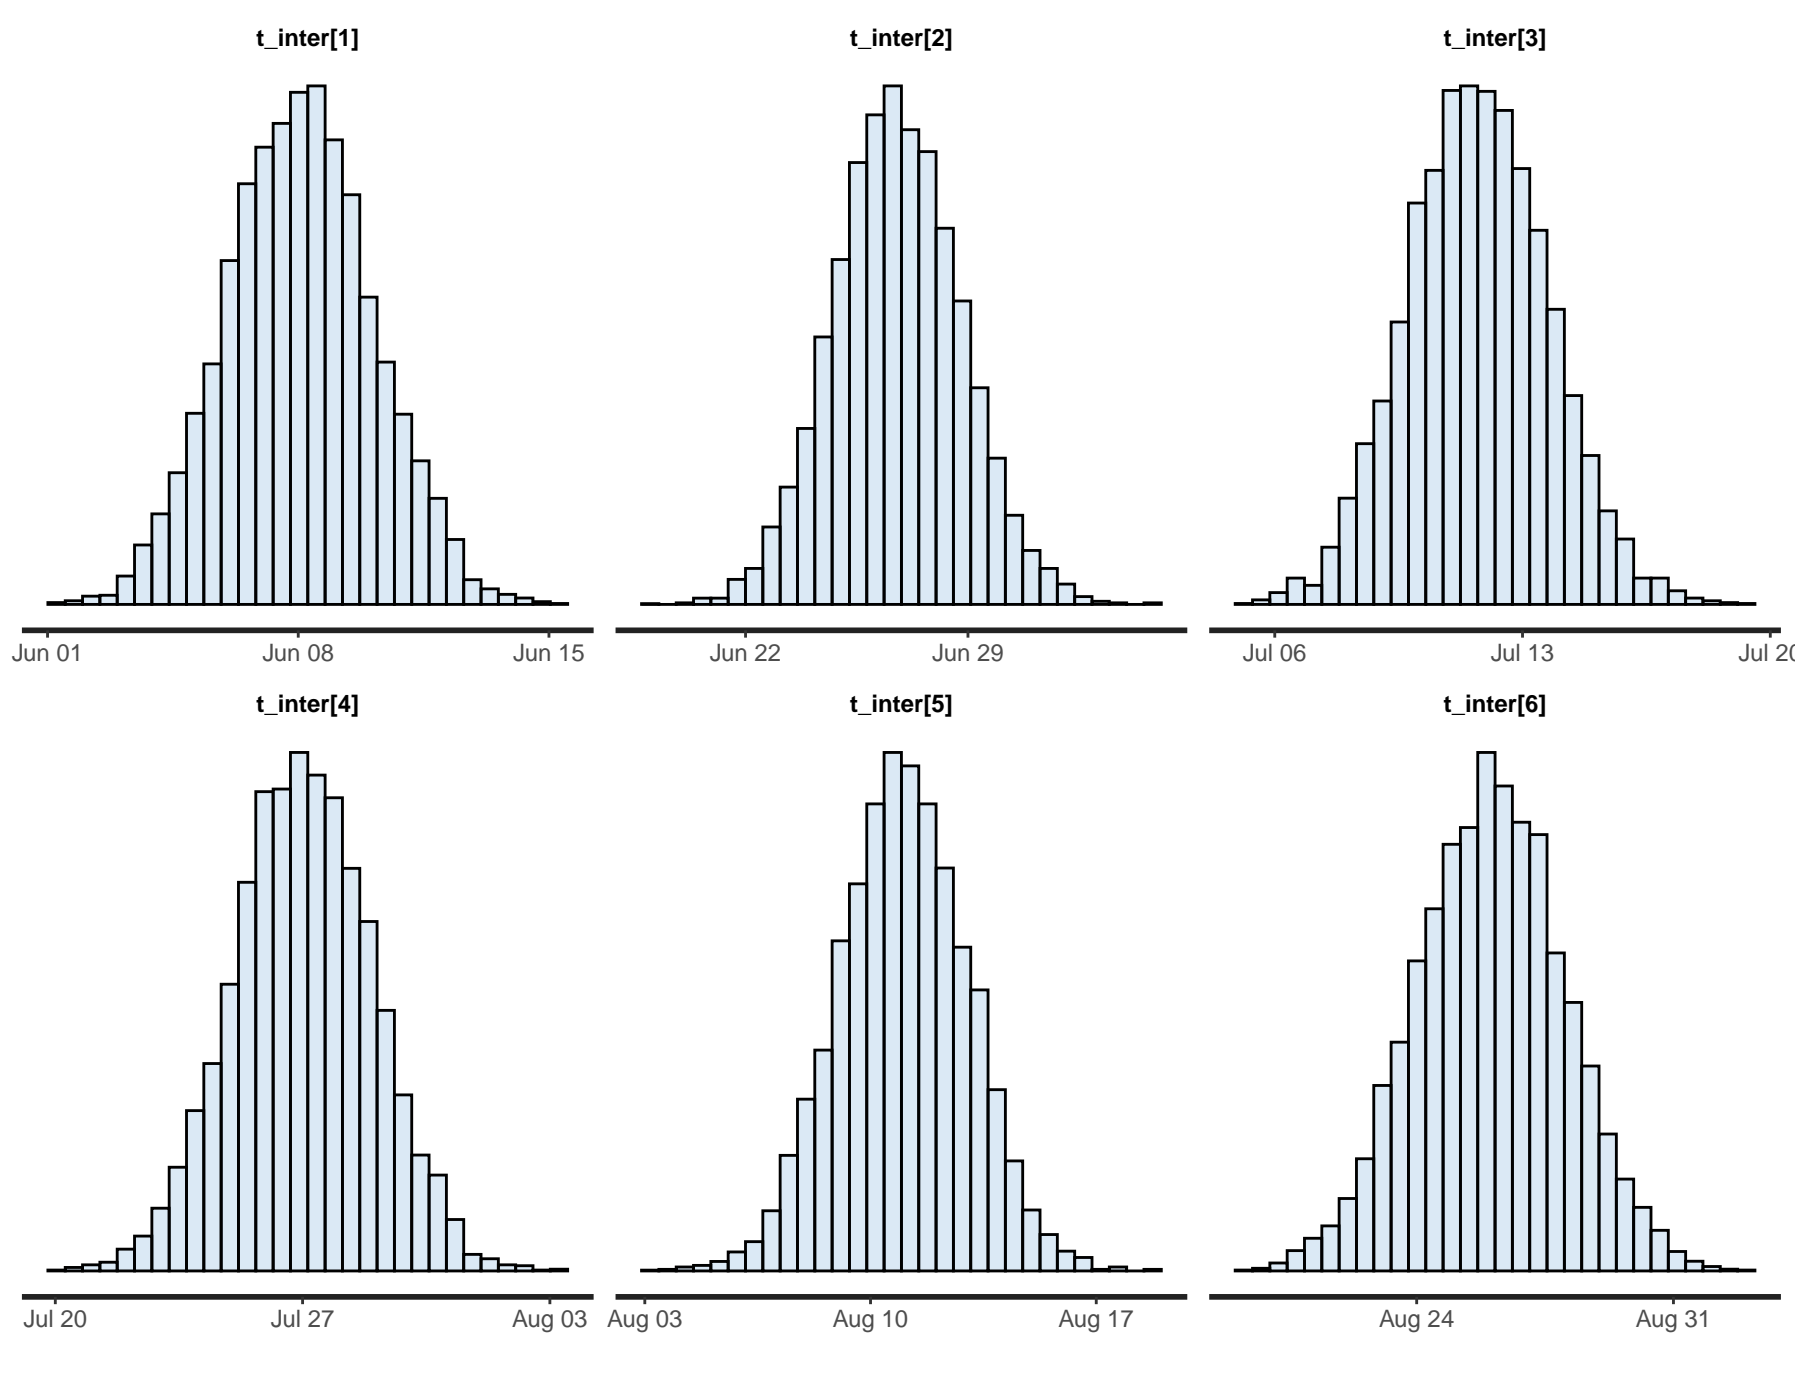 t_inter[1] t_inter[2] t_inter[3]
Jun 01 Jun 08 Jun 15 Jun 22 Jun 29 Jul 06 Jul 13 Jul 20
t_inter[4] t_inter[5] t_inter[6]
Jul 20 Jul 27 Aug 03 Aug 03 Aug 10 Aug 17 Aug 24 Aug 31